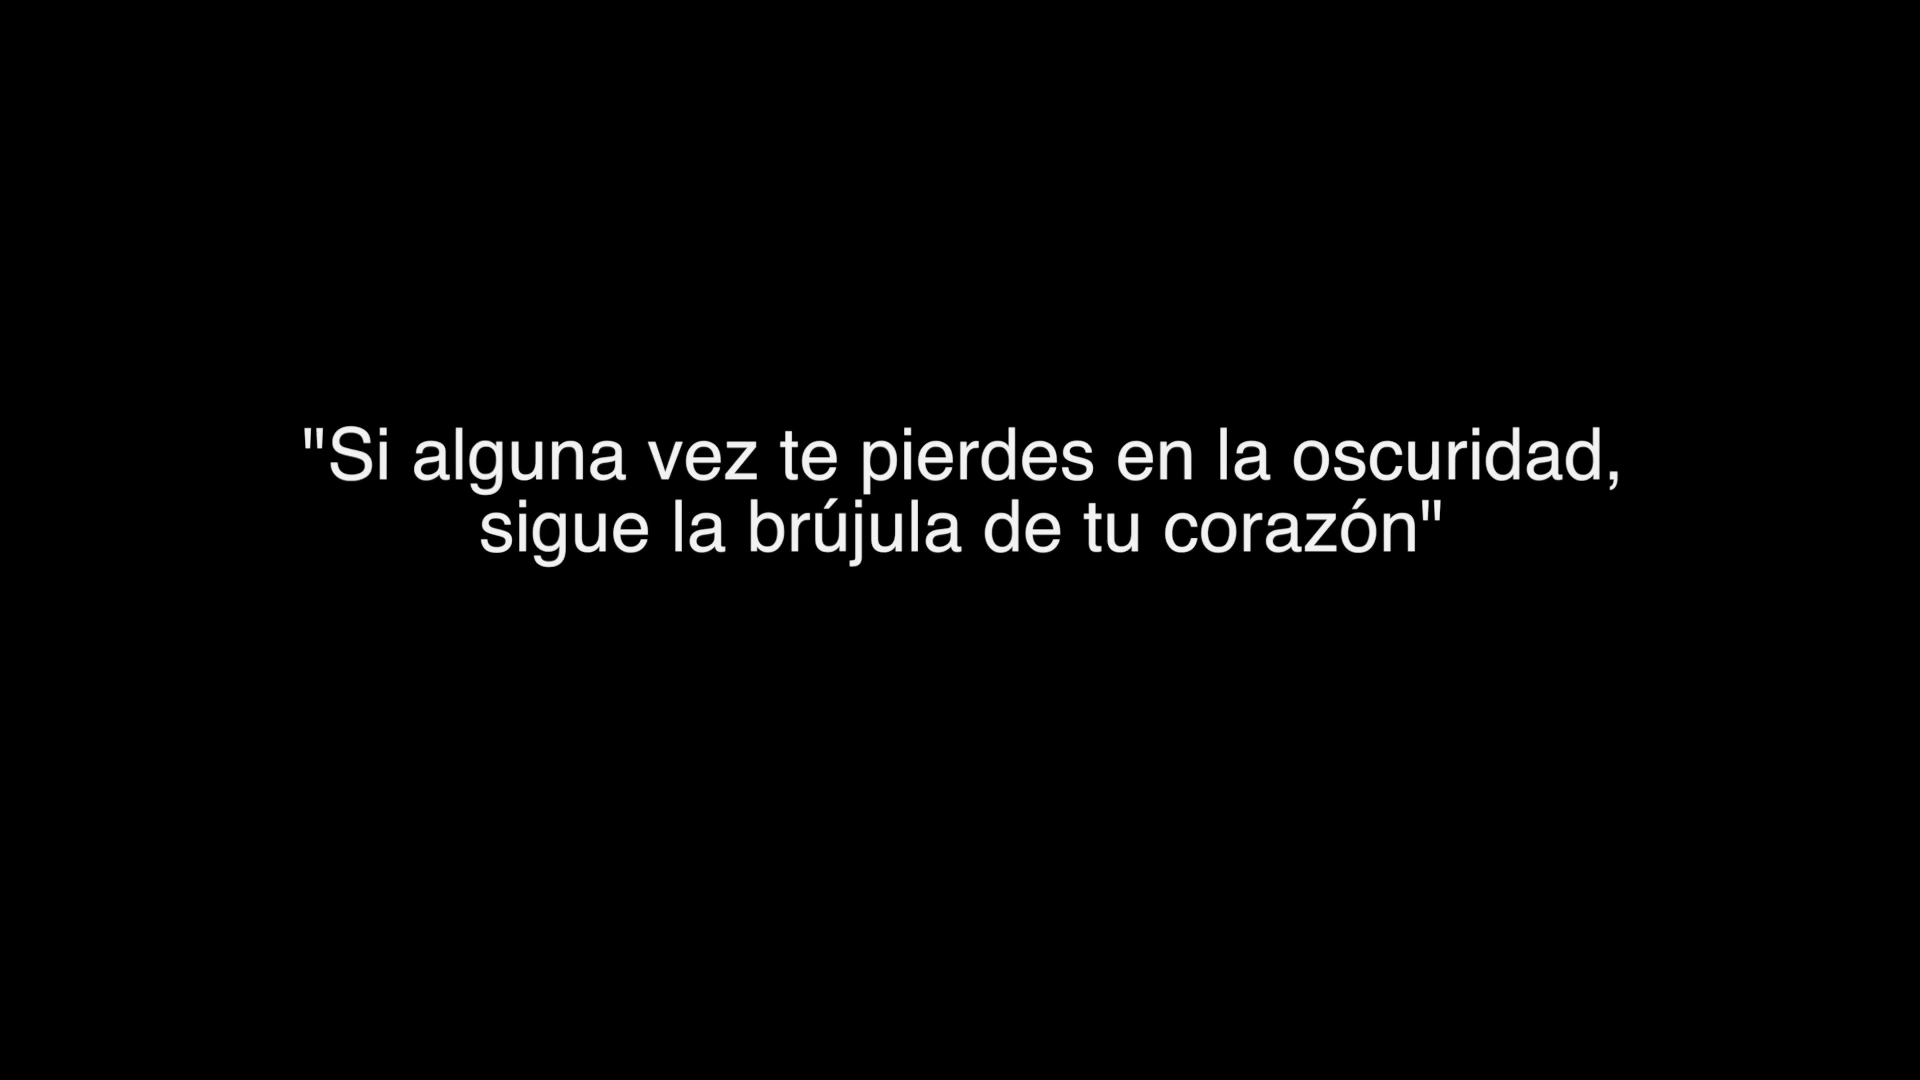 "Si alguna vez te pierdes en la oscuridad,
sigue la brújula de tu corazón"